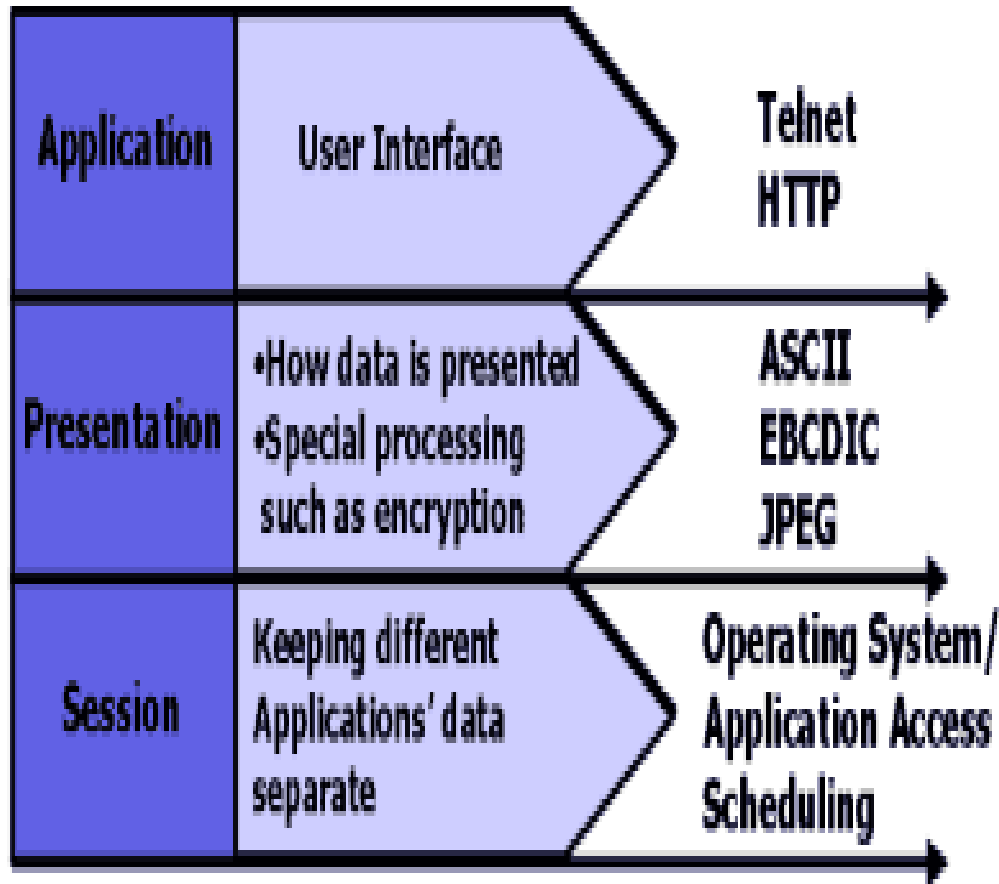 Application
User Interface
Telnet
HTTP
Presentation
•How data is presented
•Special processing
such as encryption
ASCII
EBCDIC
JPEG
Session
Keeping different
Applications' data
separate
Operating System/
Application Access
Scheduling